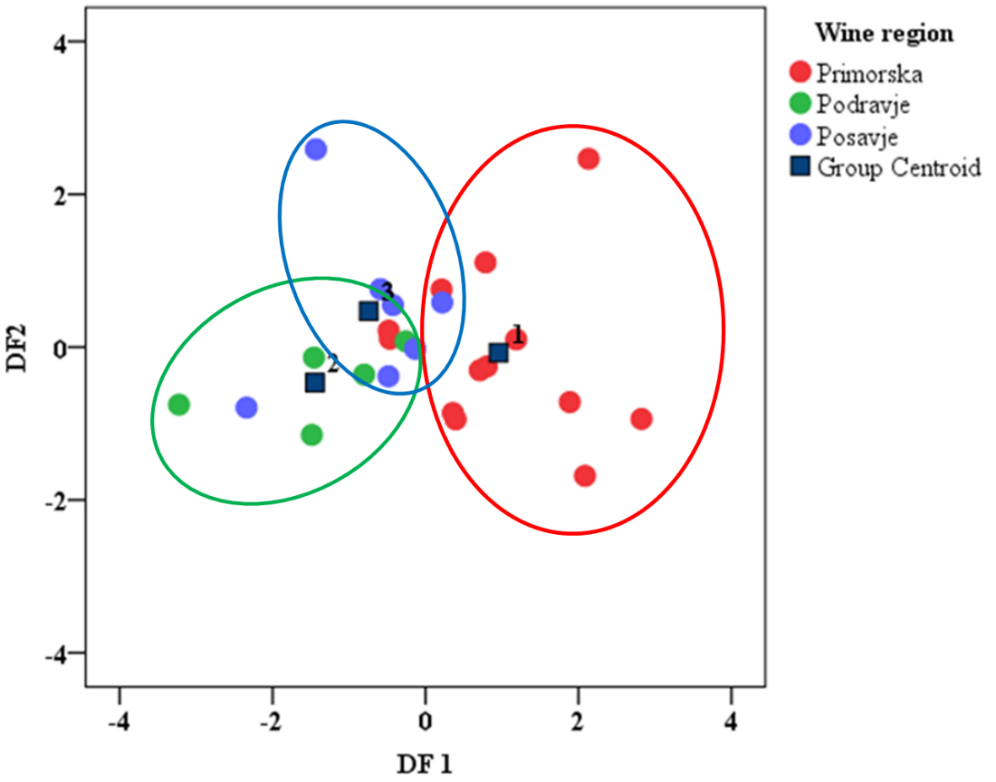 Wine region
Primorska
Podravje
Posavje
Group Centroid
4
2
0
-2
-4
DF2
3
1
2
-4
-2
0
2
4
DF 1